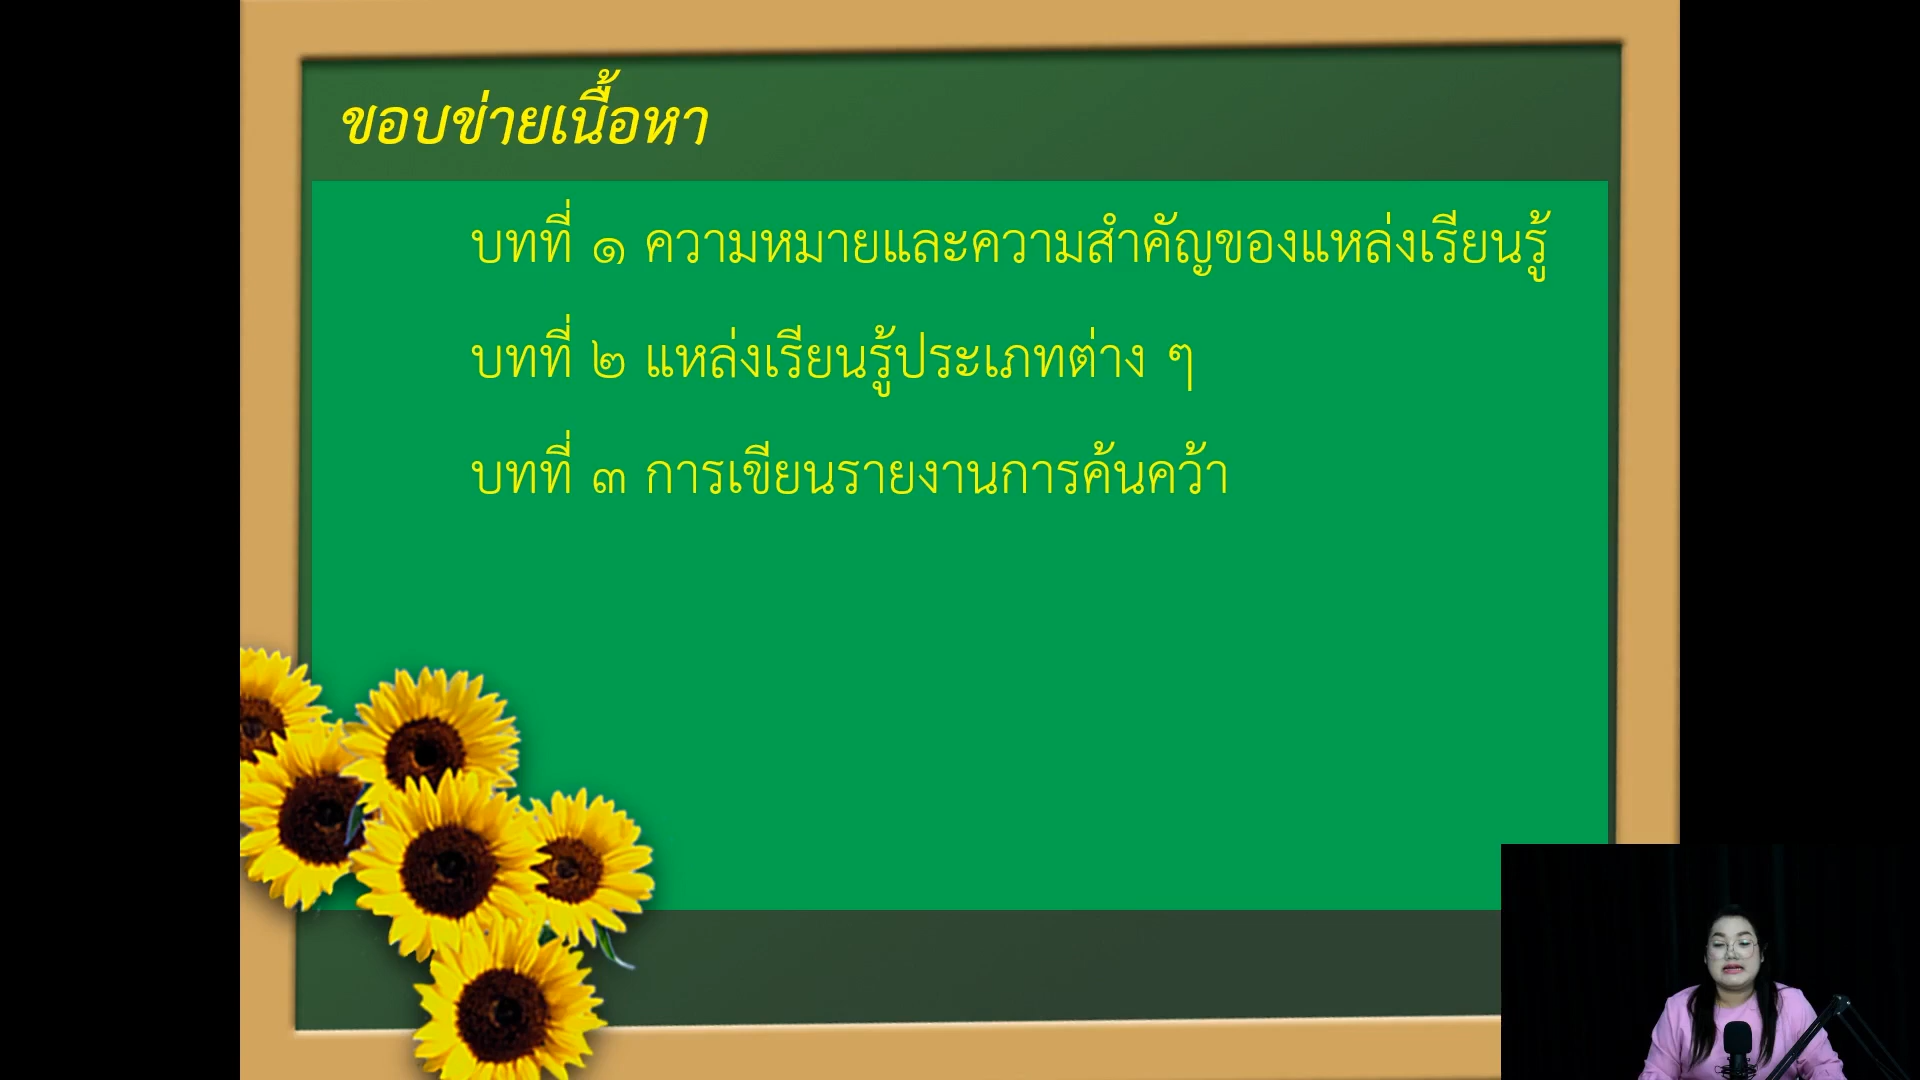 ขอบข่ายเนื้อหา
บทที่ ๑ ความหมายและความสำคัญของแหล่งเรียนรู้
บทที่ ๒ แหล่งเรียนรู้ประเภทต่าง ๆ
บทที่ ๓ การเขียนรายงานการค้นคว้า